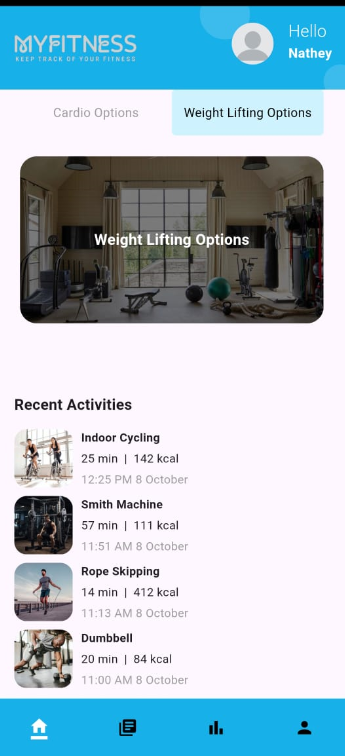 MYFITNESS
KEEP TRACK OF YOUR FITNESS
Hello
Nathey
Cardio Options
Weight Lifting Options
Weight Lifting Options
Recent Activities
Indoor Cycling
25 min | 142 kcal
12:25 PM 8 October
Smith Machine
57 min | 111 kcal
11:51 AM 8 October
Rope Skipping
14 min | 412 kcal
11:13 AM 8 October
Dumbbell
20 min | 84 kcal
11:00 AM 8 October